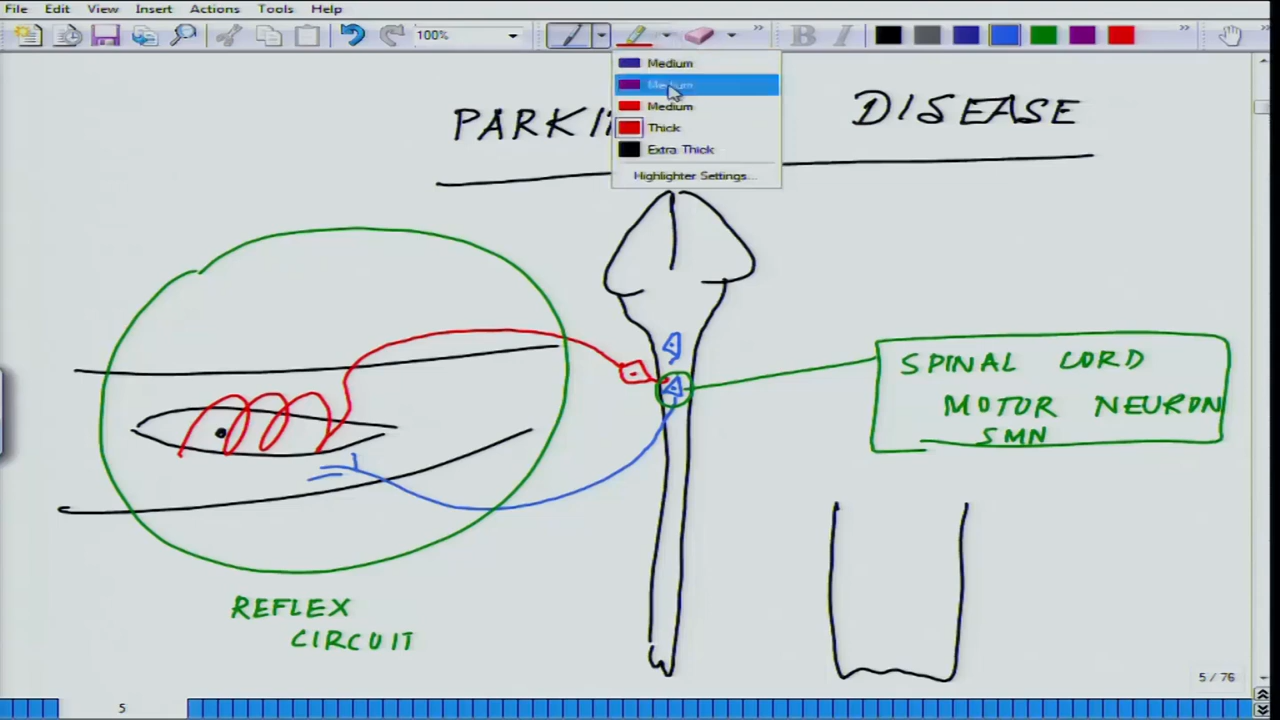 File Edit View Insert Actions Tools Help
100%
B I
Medium
Medium
Medium
Thick
Extra Thick
Highlighter Settings...
DISEASE
SPINAL CORD
MOTOR NEURON
SMN
REFLEX
CIRCUIT
5 / 76
5